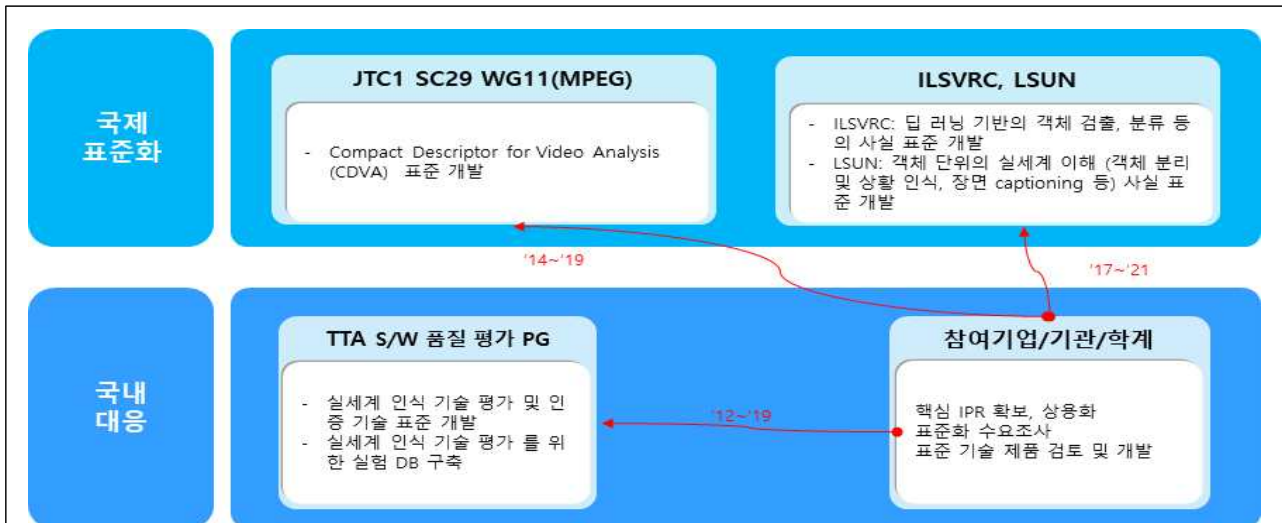 국제
표준화
JTC1 SC29 WG11(MPEG)
- Compact Descriptor for Video Analysis
(CDVA) 표준 개발
ILSVRC, LSUN
- ILSVRC: 딥 러닝 기반의 객체 검출, 분류 등
의 사실 표준 개발
- LSUN: 객체 단위의 실세계 이해 (객체 분리
및 상황 인식, 장면 captioning 등) 사실 표
준 개발
'14~'19
'17~'21
국내
대응
TTA S/W 품질 평가 PG
- 실세계 인식 기술 평가 및 인
증 기술 표준 개발
- 실세계 인식 기술 평가 를 위
한 실험 DB 구축
'12~'19
참여기업/기관/학계
핵심 IPR 확보, 상용화
표준화 수요조사
표준 기술 제품 검토 및 개발